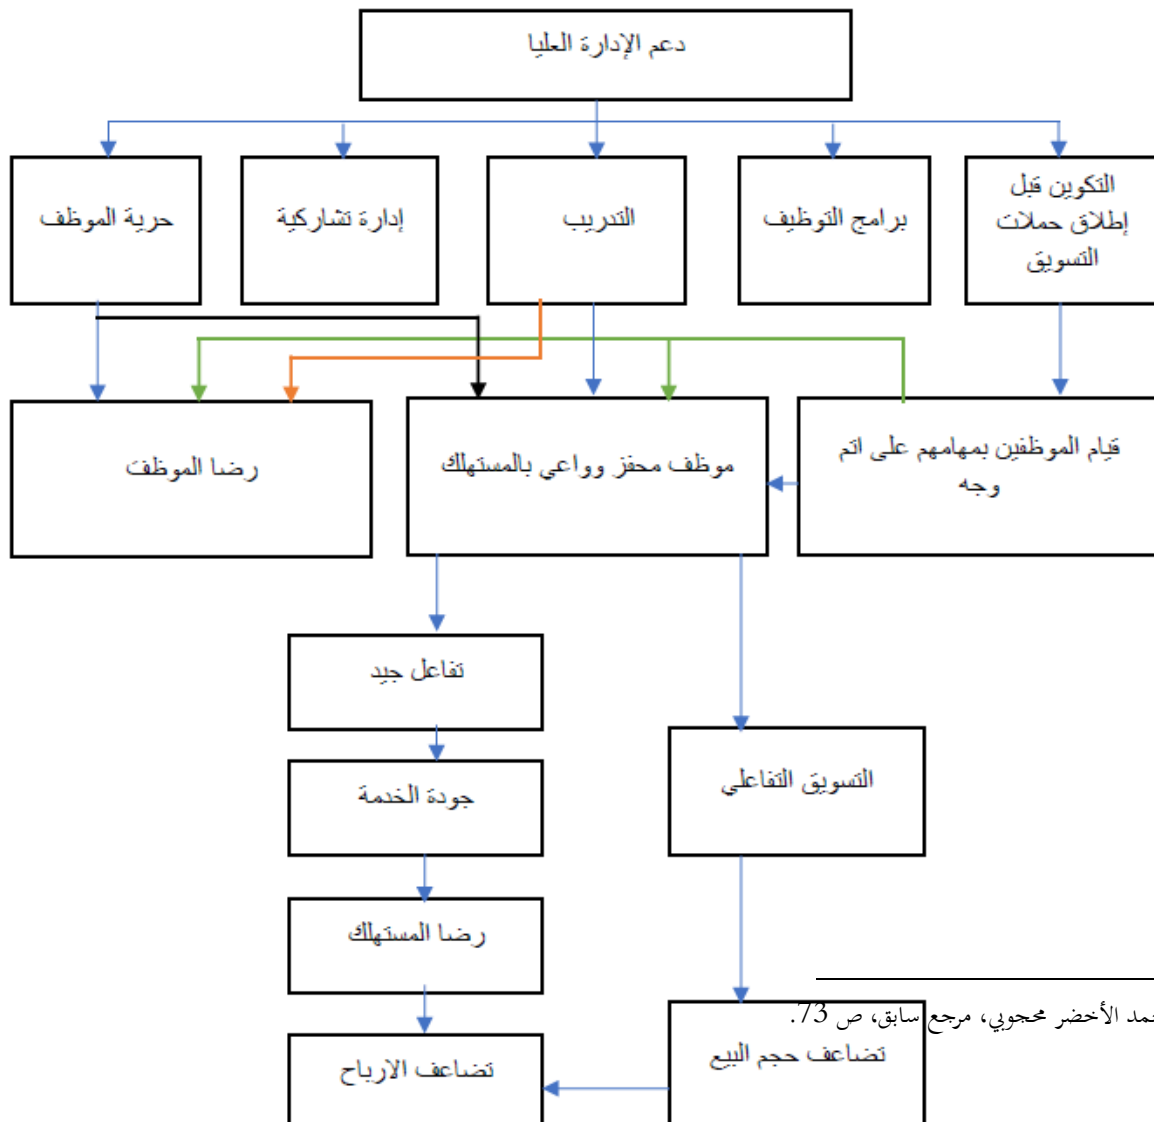 دعم الإدارة العليا
التكوين قبل
إطلاق حملات
التسويق
برامج التوظيف
التدريب
إدارة تشاركية
حرية الموظف
قيام الموظفين بمهامهم على اتم
وجه
موظف محفز وواعي بالمستهلك
رضا الموظف
تفاعل جيد
التسويق التفاعلي
جودة الخدمة
رضا المستهلك
الأخضر محجوبي، مرجع سابق، ص 73.
تضاعف حجم البيع
تضاعف الارباح